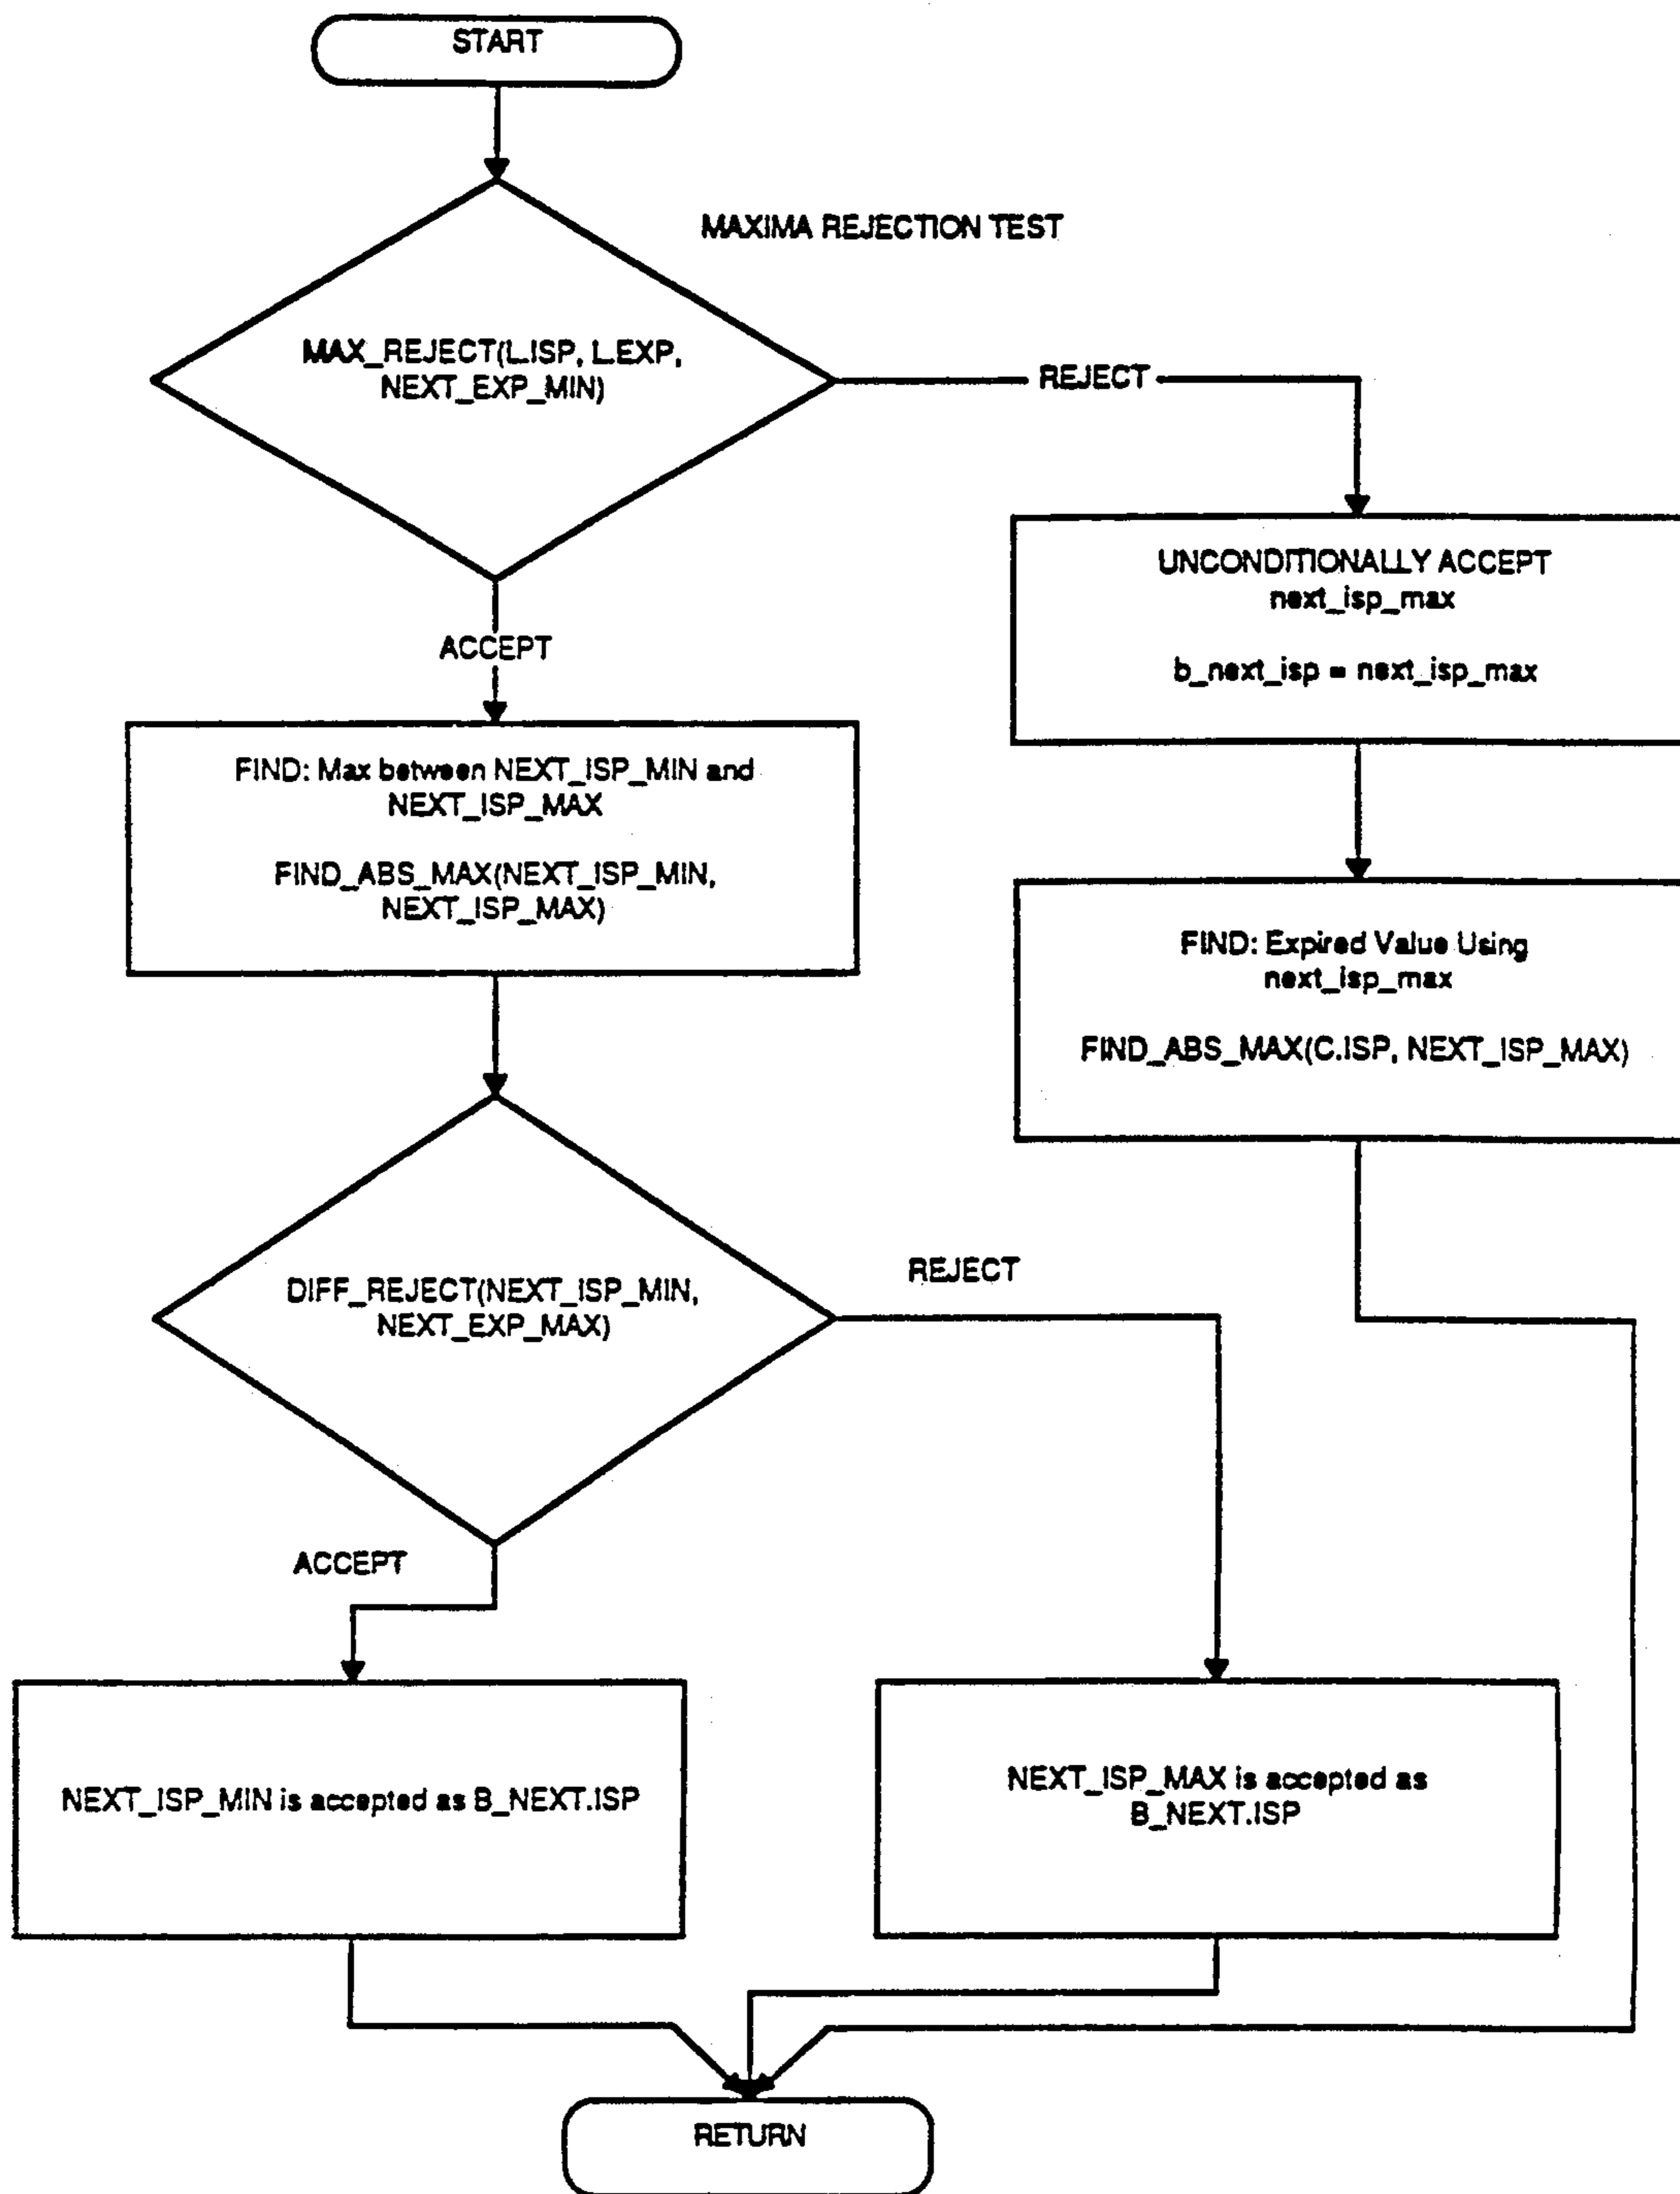 START
MAXIMA REJECTION TEST
MAX_REJECT(L.ISP, L.EXP,
NEXT_EXP_MIN)
REJECT
UNCONDITIONALLY ACCEPT
next_isp_max
b_next_isp = next_isp_max
ACCEPT
FIND: Max between NEXT_ISP_MIN and
NEXT_ISP_MAX
FIND_ABS_MAX(NEXT_ISP_MIN,
NEXT_ISP_MAX)
FIND: Expired Value Using
next_isp_max
FIND_ABS_MAX(C.ISP, NEXT_ISP_MAX)
DIFF_REJECT(NEXT_ISP_MIN,
NEXT_EXP_MAX)
REJECT
ACCEPT
NEXT_ISP_MIN is accepted as B_NEXT.ISP
NEXT_ISP_MAX is accepted as
B_NEXT.ISP
RETURN